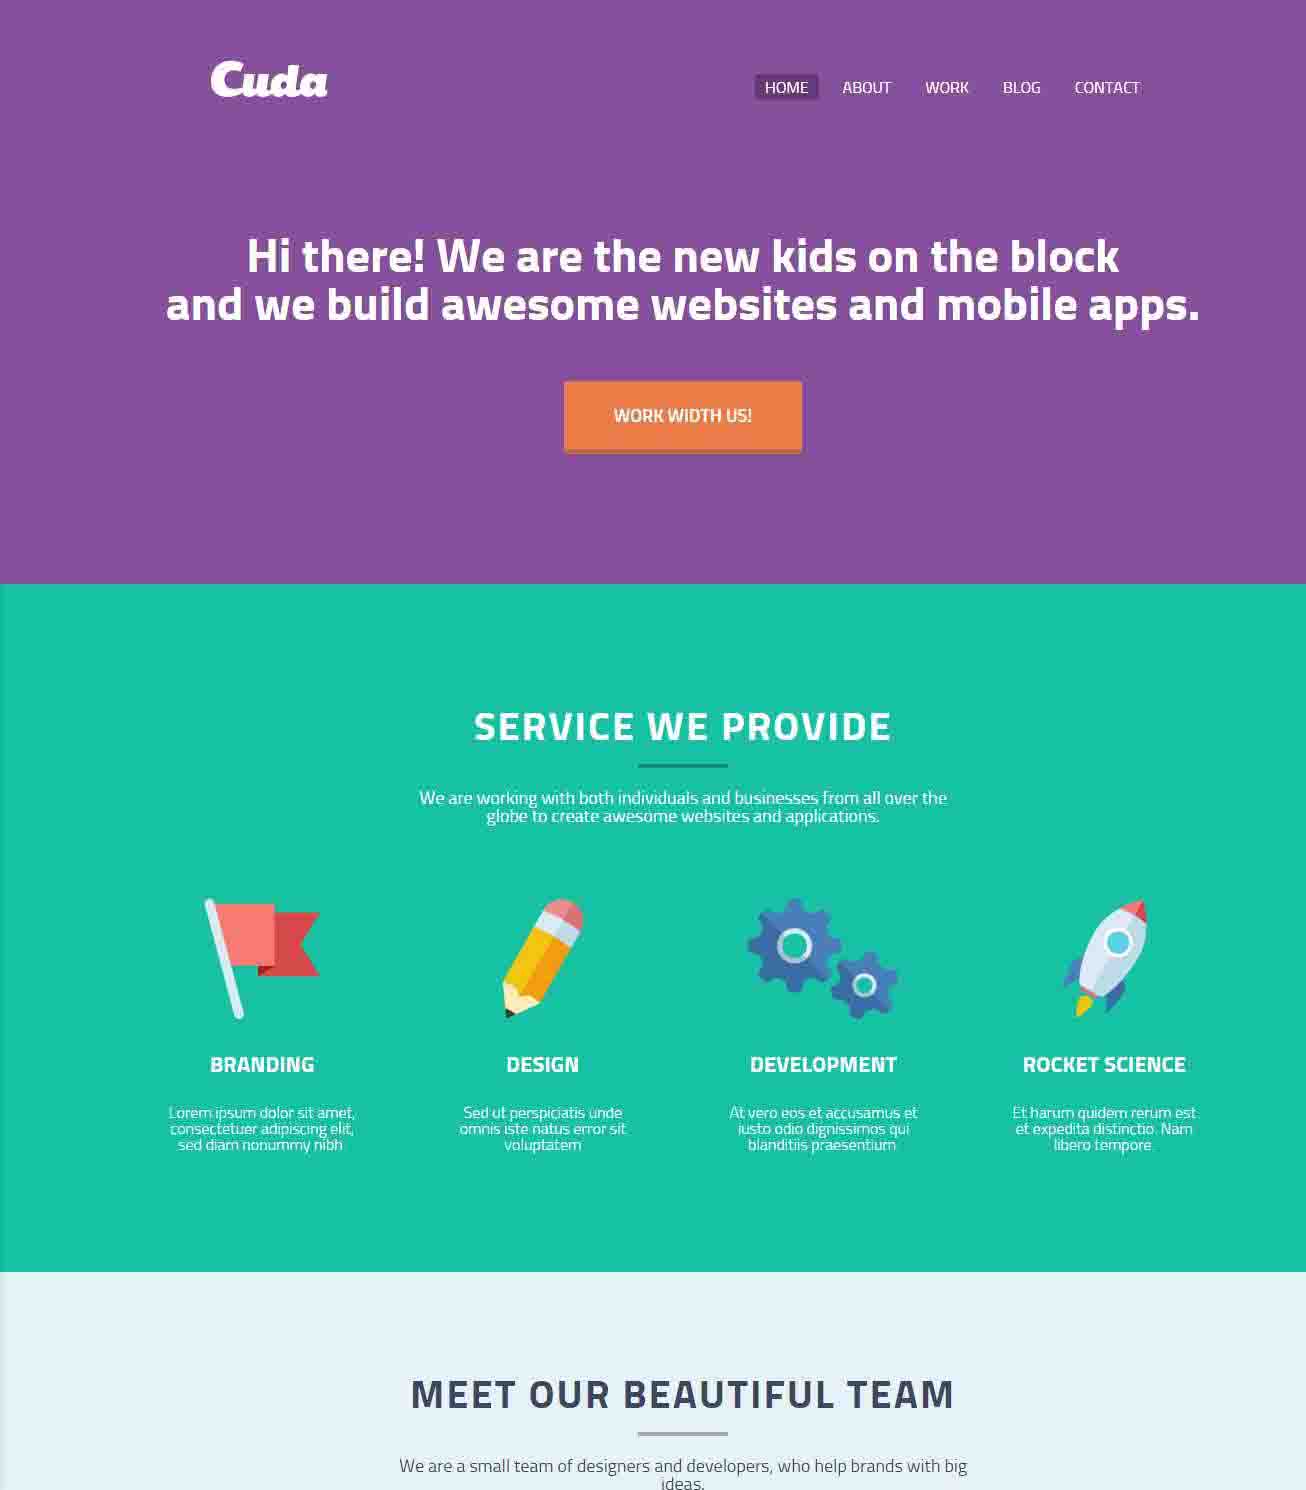 Cuda
HOME ABOUT WORK BLOG CONTACT
Hi there! We are the new kids on the block
and we build awesome websites and mobile apps.
WORK WIDTH US!
SERVICE WE PROVIDE
We are working with both individuals and businesses from all over the
globe to create awesome websites and applications.
BRANDING
Lorem ipsum dolor sit amet,
consectetuer adipiscing elit,
sed diam nonummy nibh
DESIGN
Sed ut perspiciatis unde
omnis iste natus error sit
voluptatem
DEVELOPMENT
At vero eos et accusamus et
iusto odio dignissimos qui
blanditiis praesentium
ROCKET SCIENCE
Et harum quidem rerum est
et expedita distinctio. Nam
libero tempore
MEET OUR BEAUTIFUL TEAM
We are a small team of designers and developers, who help brands with big
ideas.